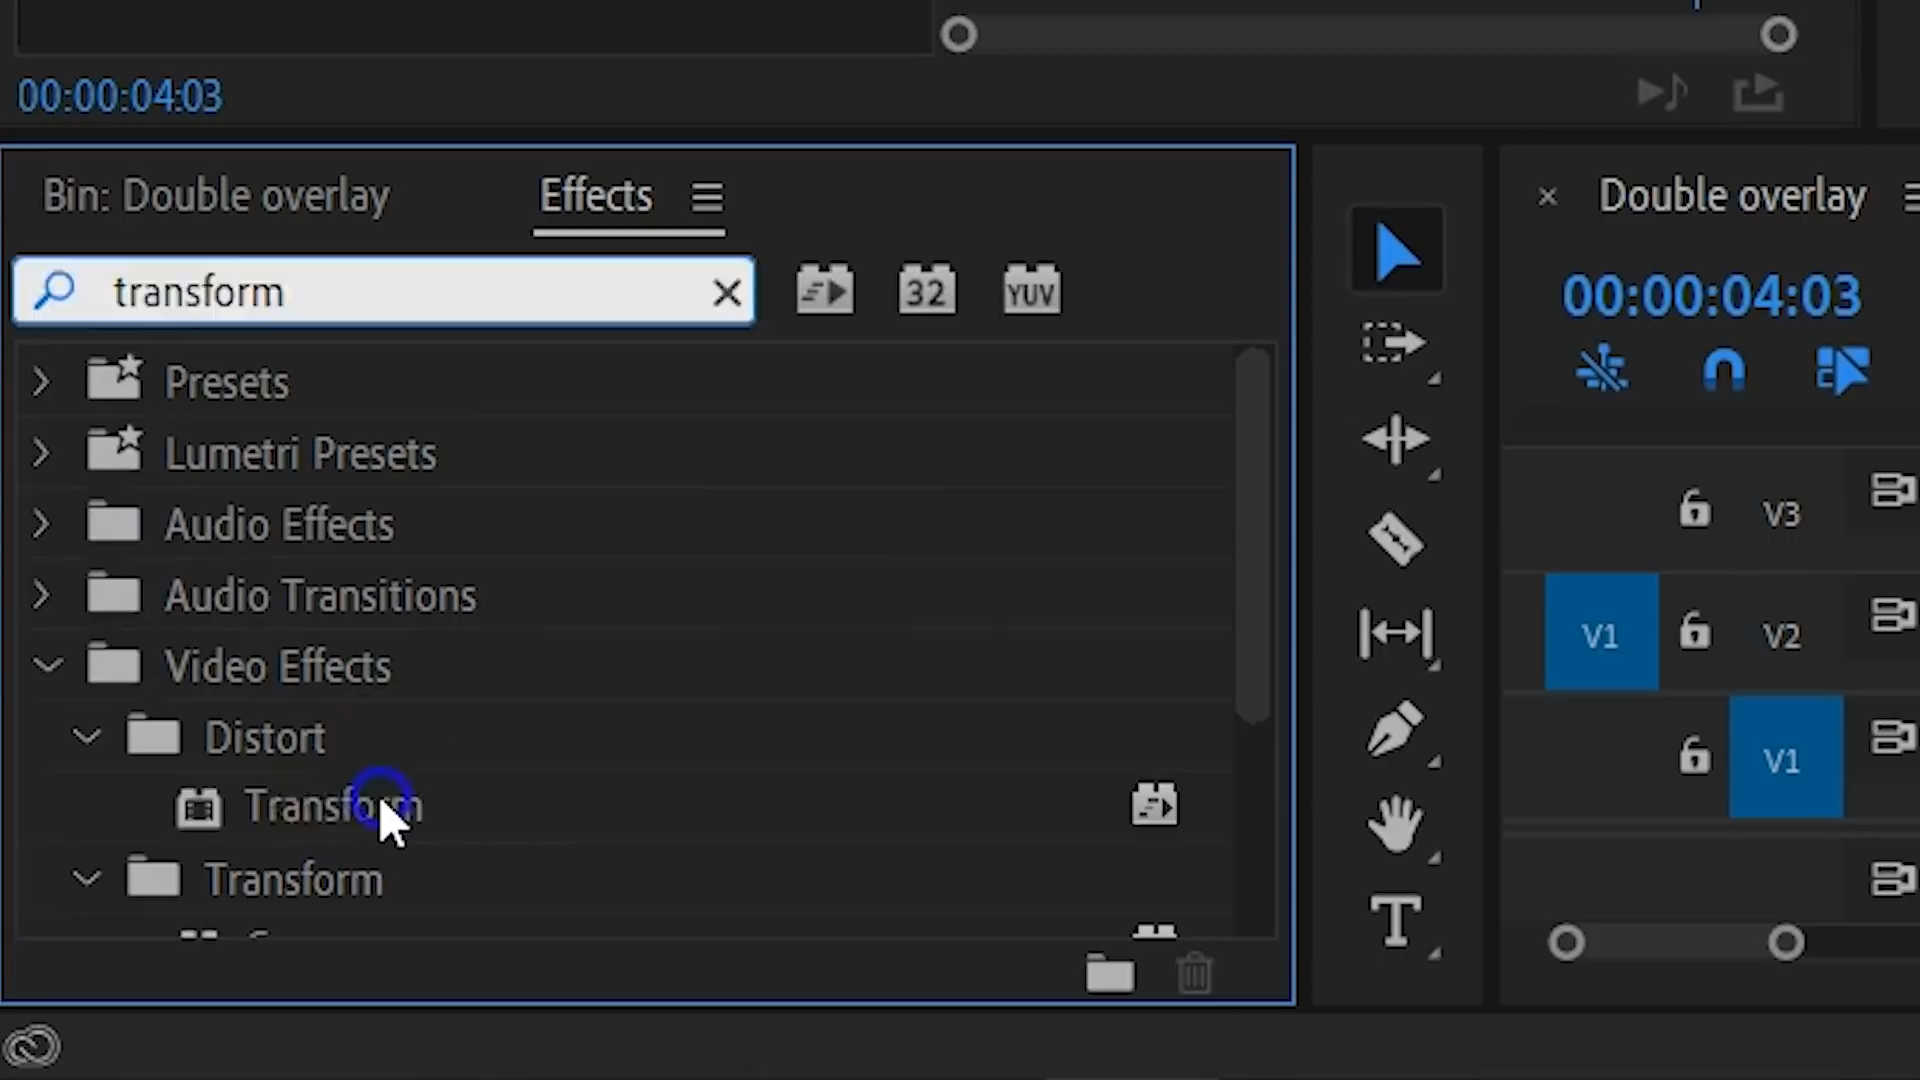 00:00:04:03
Bin: Double overlay
Effects
transform
32
YUV
Presets
Lumetri Presets
Audio Effects
Audio Transitions
Video Effects
Distort
Transform
Transform
Double overlay
00:00:04:03
V3
V1
V2
V1